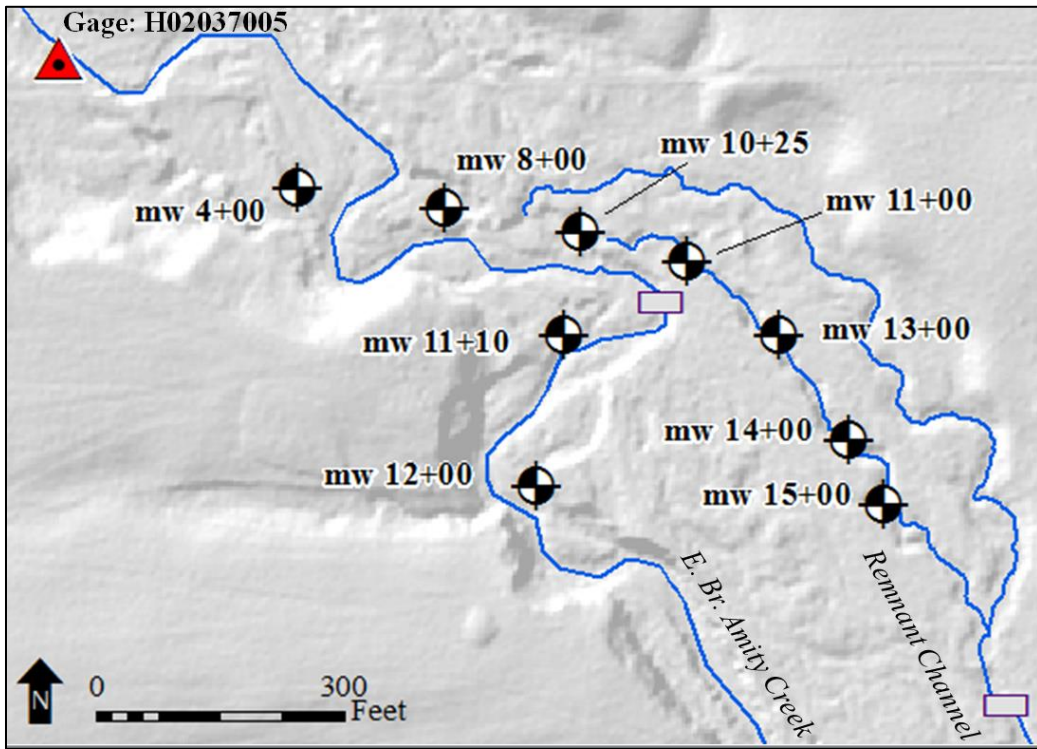 Gage: H02037005
mw 10+25
mw 8+00
mw 11+00
mw 4+00
mw 13+00
mw 11+10
mw 14+00
mw 12+00
mw 15+00
E. Br. Amity Creek
Remnant Channel
N
0 300
Feet